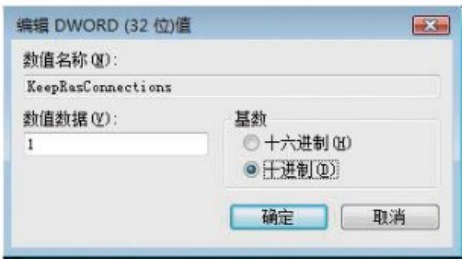 编辑 DWORD (32 位)值
数值名称(N):
KeepRasConnections
数值数据(V):
1
基数
十六进制(H)
十进制(D)
确定
取消